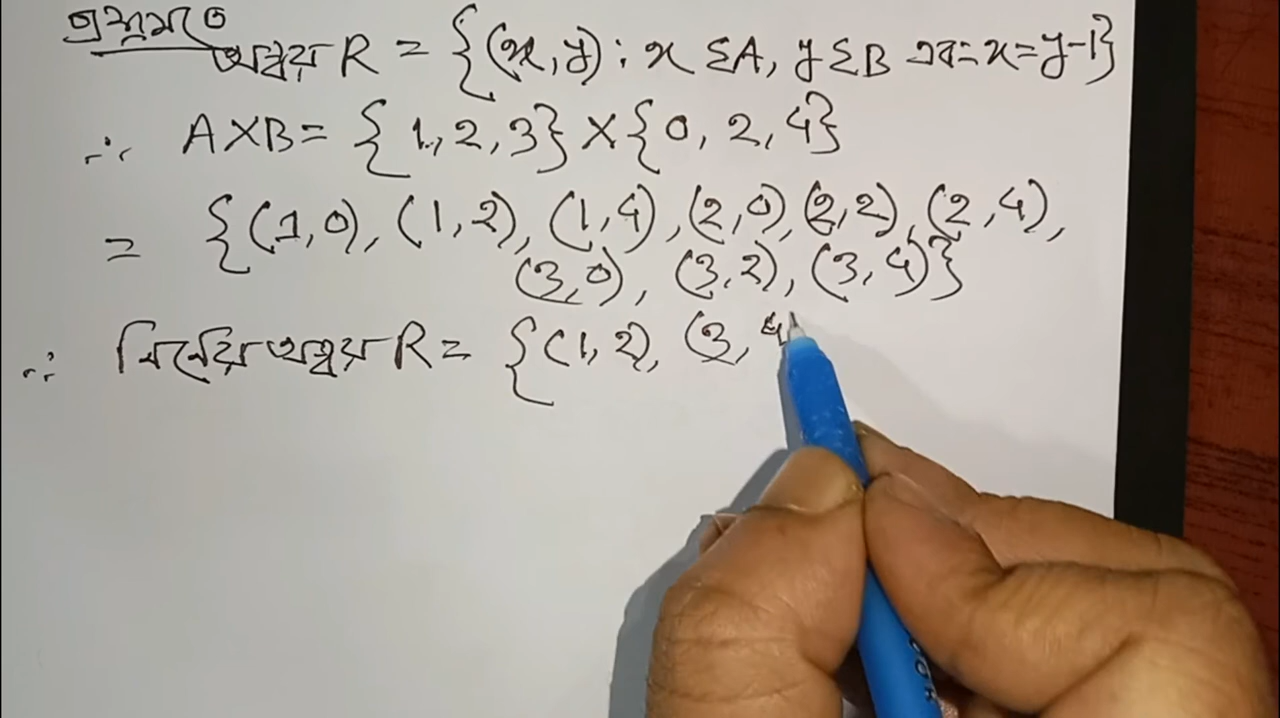 প্রশ্নমতে
অন্বয় R = {(x, y) : x ∑A, y ∑B এবং x = y-1}
∴ A×B = {1, 2, 3} × {0, 2, 4}
= {(1, 0), (1, 2), (1, 4), (2, 0), (2, 2), (2, 4),
(3, 0), (3, 2), (3, 4)}
∴ নির্নেয় অন্বয় R = {(1, 2), (3, 4